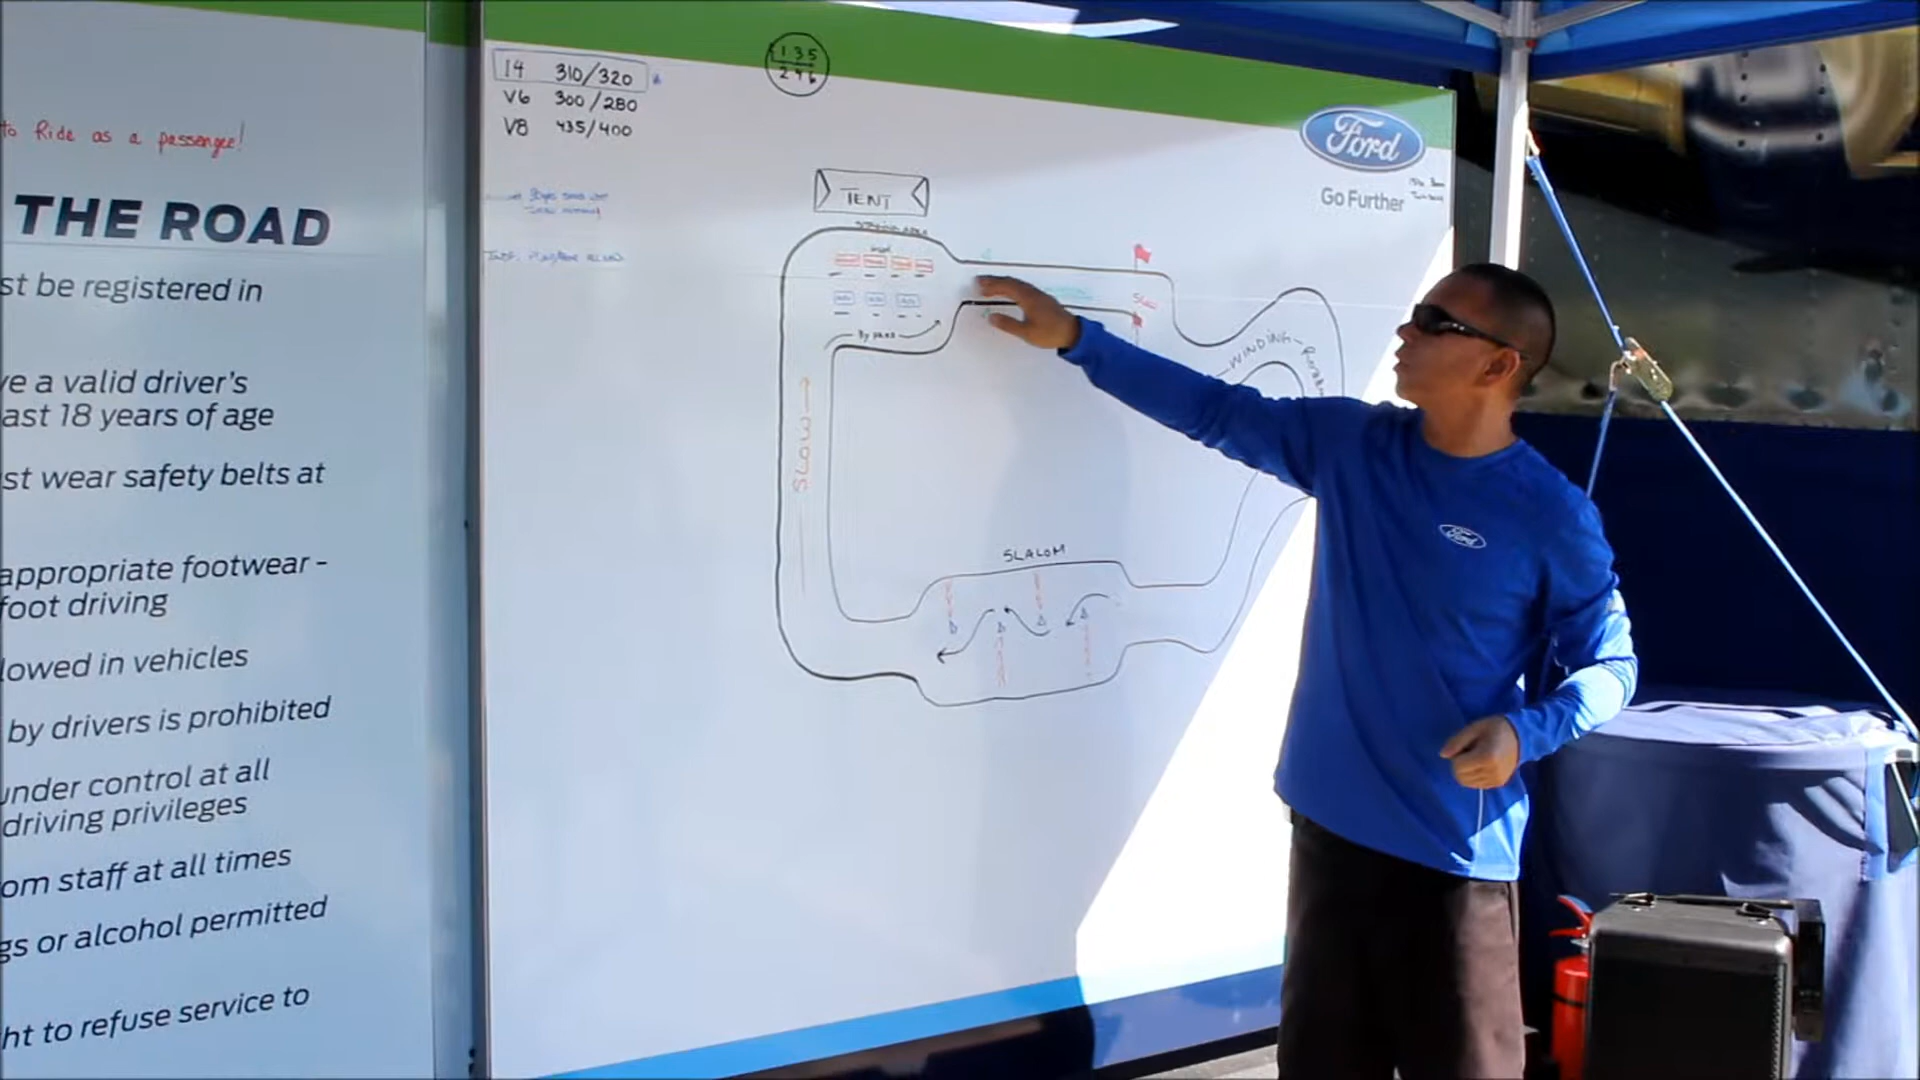 to Ride as a passenger!
THE ROAD
st be registered in
ve a valid driver's
ast 18 years of age
st wear safety belts at
appropriate footwear -
foot driving
lowed in vehicles
by drivers is prohibited
under control at all
driving privileges
om staff at all times
gs or alcohol permitted
ht to refuse service to
I4 310/320
V6 300/280
V8 435/400
1 3 5
2 4 6
Ford
Go Further
TENT
By pass
SLOW
WINDING
SLALOM
Ford